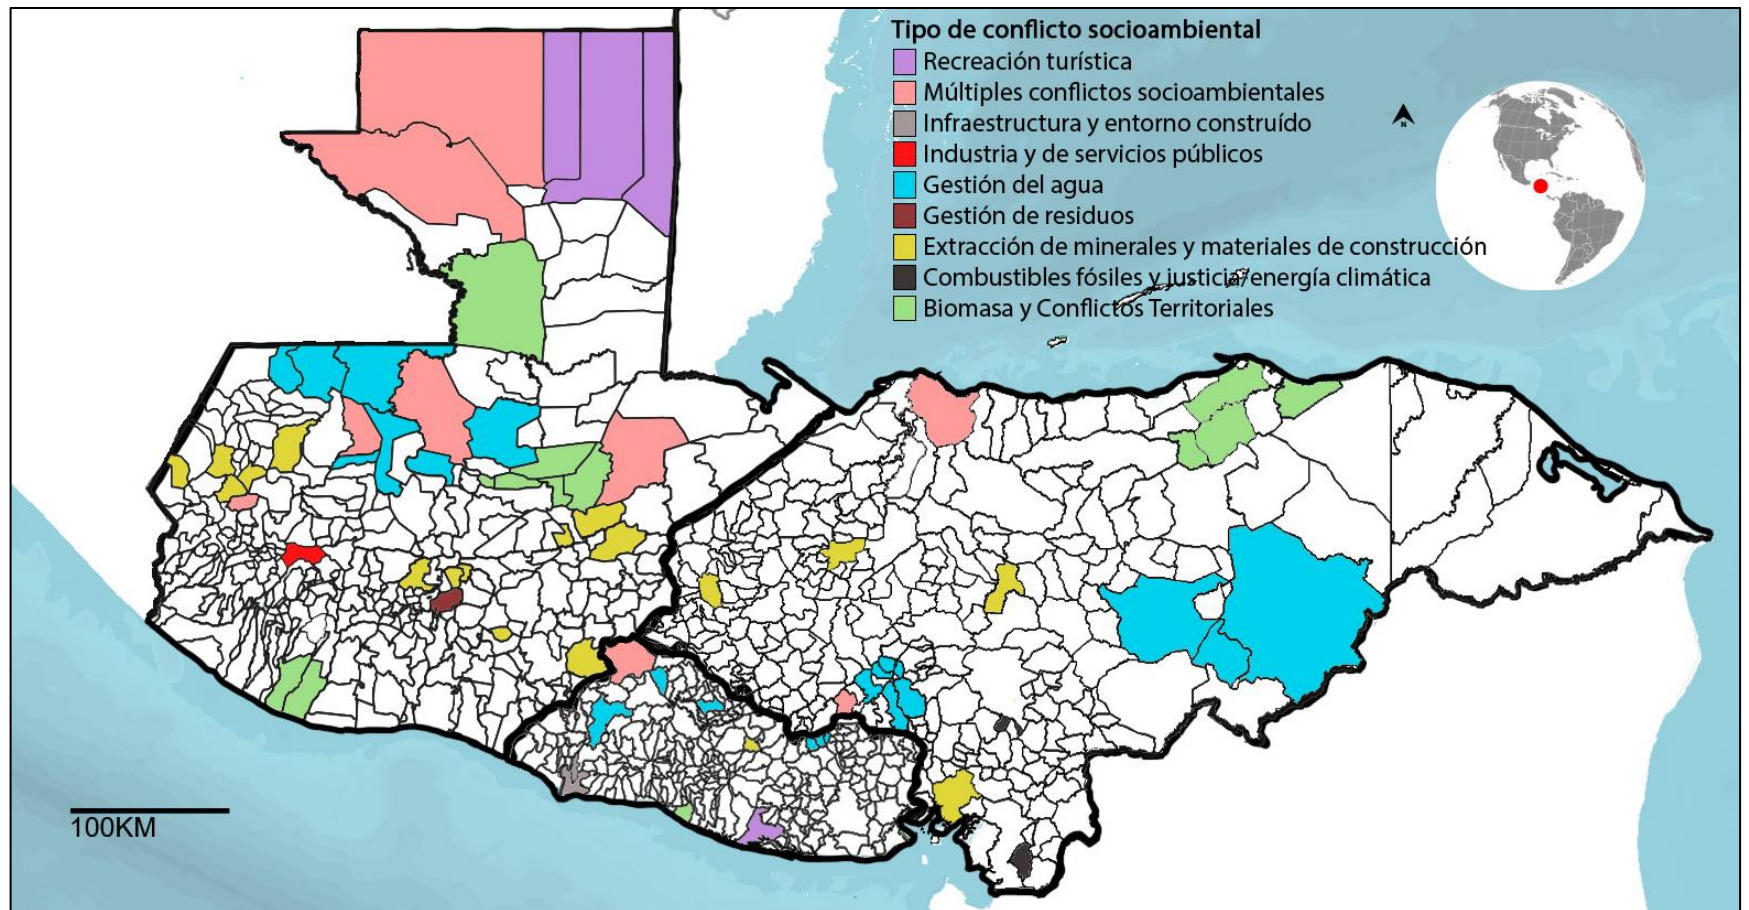 Tipo de conflicto socioambiental
Recreación turística
Múltiples conflictos socioambientales
Infraestructura y entorno construído
Industria y de servicios públicos
Gestión del agua
Gestión de residuos
Extracción de minerales y materiales de construcción
Combustibles fósiles y justicia/energía climática
Biomasa y Conflictos Territoriales
N
100KM